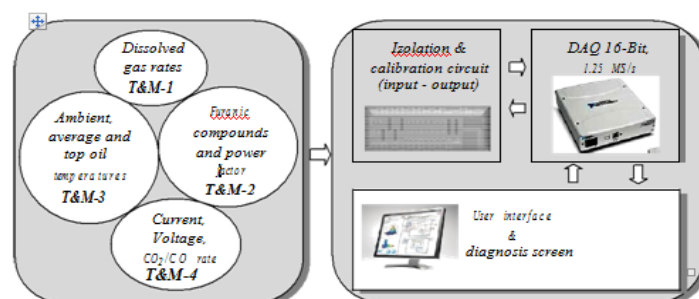 Dissolved
gas rates
T&M-1
Ambient,
average and
top oil
temperatures
T&M-3
Furanic
compounds
and power
factor
T&M-2
Current,
Voltage,
CO₂/CO rate
T&M-4
Izolation &
calibration circuit
(input - output)
DAQ 16-Bit,
1.25 MS/s
User interface
&
diagnosis screen